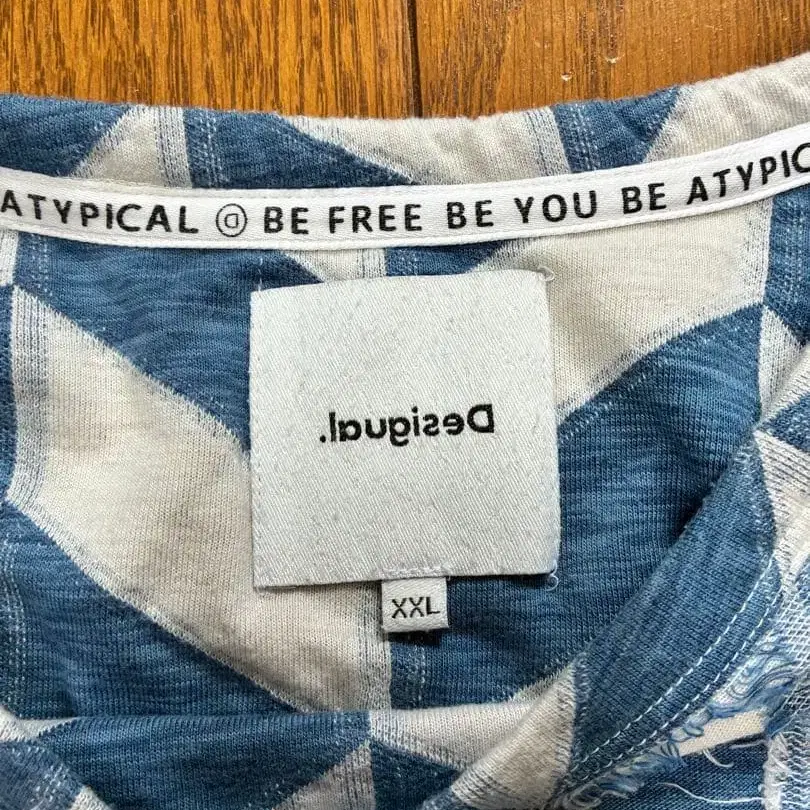 ATYPICAL Ⓓ BE FREE BE YOU BE ATYPIC
Desigual.
XXL